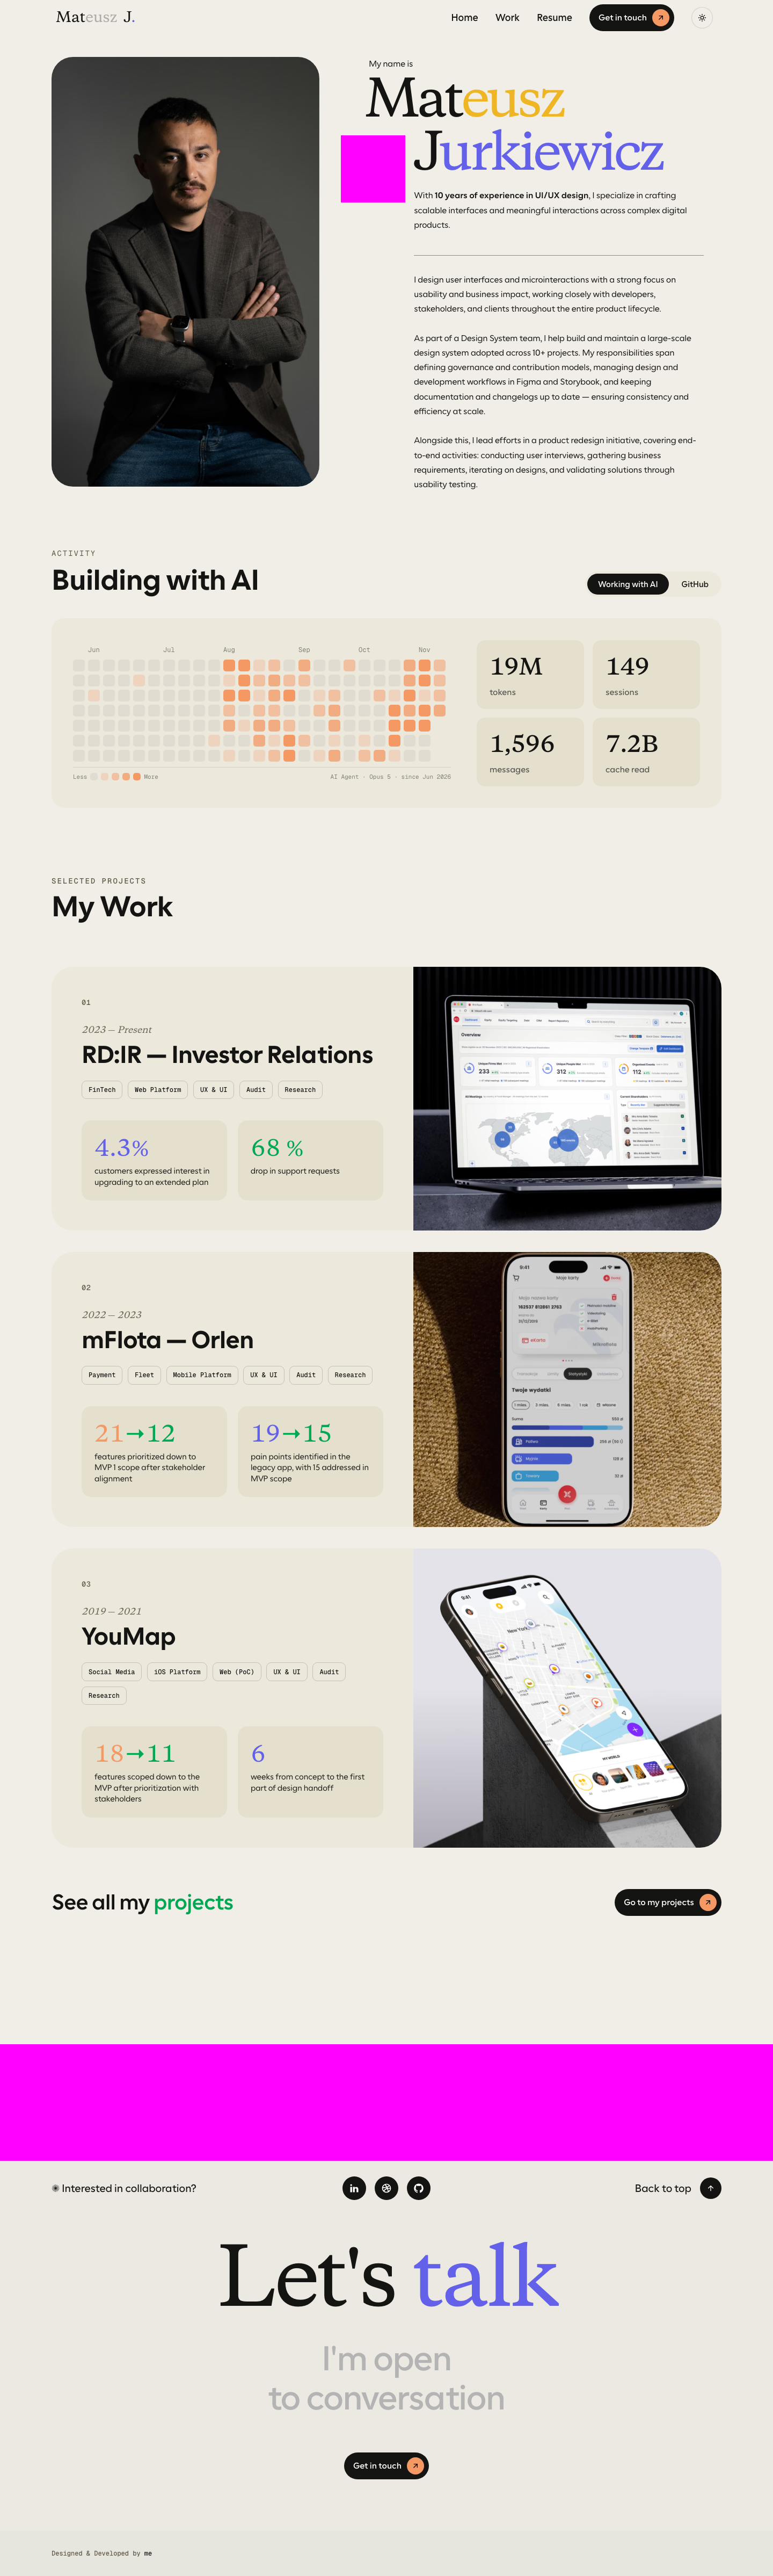 Mateusz J.
Home
Work
Resume
Get in touch
My name is
Mateusz
Jurkiewicz
With 10 years of experience in UI/UX design, I specialize in crafting
scalable interfaces and meaningful interactions across complex digital
products.
I design user interfaces and microinteractions with a strong focus on
usability and business impact, working closely with developers,
stakeholders, and clients throughout the entire product lifecycle.
As part of a Design System team, I help build and maintain a large-scale
design system adopted across 10+ projects. My responsibilities span
defining governance and contribution models, managing design and
development workflows in Figma and Storybook, and keeping
documentation and changelogs up to date — ensuring consistency and
efficiency at scale.
Alongside this, I lead efforts in a product redesign initiative, covering end-
to-end activities: conducting user interviews, gathering business
requirements, iterating on designs, and validating solutions through
usability testing.
ACTIVITY
Building with AI
Working with AI
GitHub
Jun Jul Aug Sep Oct Nov
Less
More
AI Agent · Opus 5 · since Jun 2026
19M
tokens
149
sessions
1,596
messages
7.2B
cache read
SELECTED PROJECTS
My Work
01
2023 — Present
RD:IR — Investor Relations
FinTech
Web Platform
UX & UI
Audit
Research
4.3%
customers expressed interest in
upgrading to an extended plan
68 %
drop in support requests
Overview
233
312
112
02
2022 — 2023
mFlota — Orlen
Payment
Fleet
Mobile Platform
UX & UI
Audit
Research
21→12
features prioritized down to
MVP 1 scope after stakeholder
alignment
19→15
pain points identified in the
legacy app, with 15 addressed in
MVP scope
9:41
Moje karty
Twoje wydatki
03
2019 — 2021
YouMap
Social Media
iOS Platform
Web (PoC)
UX & UI
Audit
Research
18→11
features scoped down to the
MVP after prioritization with
stakeholders
6
weeks from concept to the first
part of design handoff
9:41
New York
MY WORLD
See all my projects
Go to my projects
Interested in collaboration?
Back to top
Let's talk
I'm open
to conversation
Get in touch
Designed & Developed by me